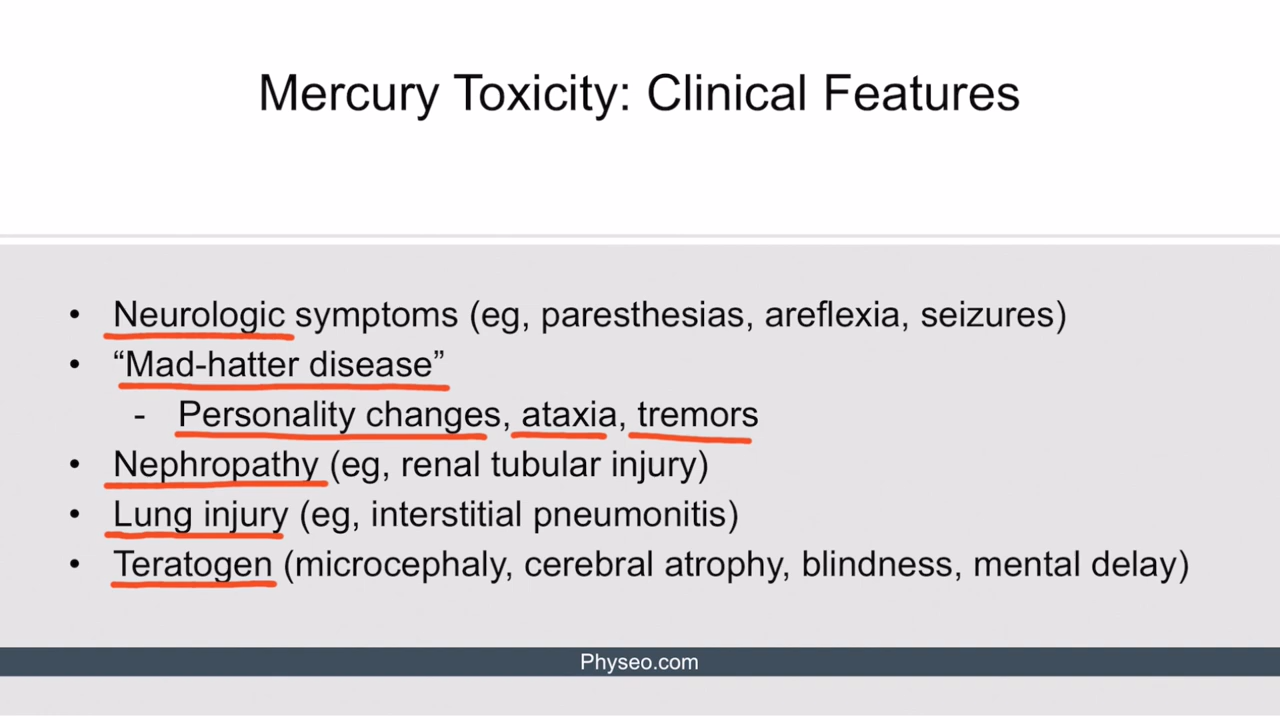 Mercury Toxicity: Clinical Features
• Neurologic symptoms (eg, paresthesias, areflexia, seizures)
• “Mad-hatter disease”
- Personality changes, ataxia, tremors
• Nephropathy (eg, renal tubular injury)
• Lung injury (eg, interstitial pneumonitis)
• Teratogen (microcephaly, cerebral atrophy, blindness, mental delay)
Physeo.com